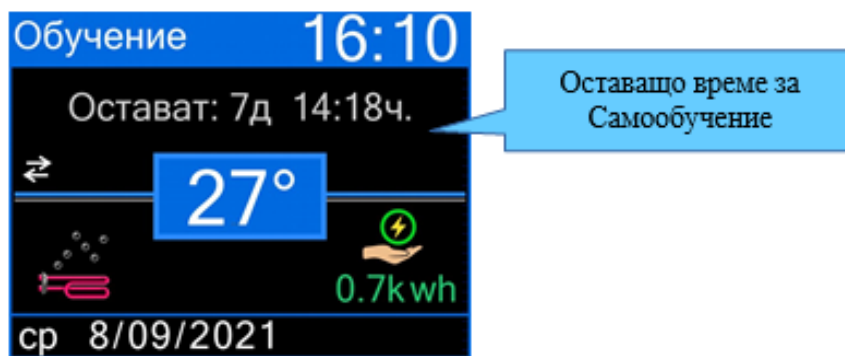 Обучение 16:10
Остават: 7д 14:18ч.
Оставащо време за
Самообучение
27°
0.7kwh
ср 8/09/2021